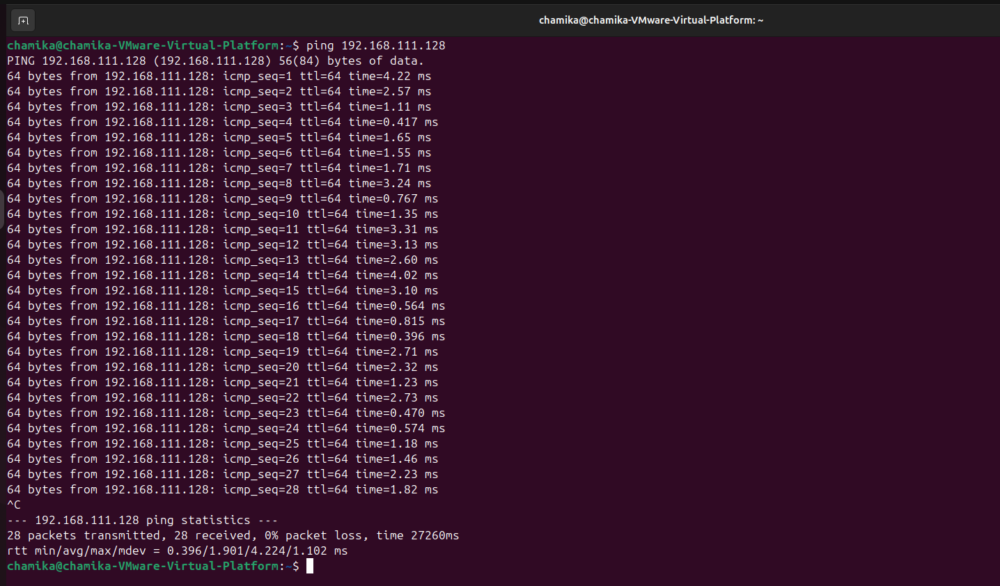 chamika@chamika-VMware-Virtual-Platform: ~
chamika@chamika-VMware-Virtual-Platform:~$ ping 192.168.111.128
PING 192.168.111.128 (192.168.111.128) 56(84) bytes of data.
64 bytes from 192.168.111.128: icmp_seq=1 ttl=64 time=4.22 ms
64 bytes from 192.168.111.128: icmp_seq=2 ttl=64 time=2.57 ms
64 bytes from 192.168.111.128: icmp_seq=3 ttl=64 time=1.11 ms
64 bytes from 192.168.111.128: icmp_seq=4 ttl=64 time=0.417 ms
64 bytes from 192.168.111.128: icmp_seq=5 ttl=64 time=1.65 ms
64 bytes from 192.168.111.128: icmp_seq=6 ttl=64 time=1.55 ms
64 bytes from 192.168.111.128: icmp_seq=7 ttl=64 time=1.71 ms
64 bytes from 192.168.111.128: icmp_seq=8 ttl=64 time=3.24 ms
64 bytes from 192.168.111.128: icmp_seq=9 ttl=64 time=0.767 ms
64 bytes from 192.168.111.128: icmp_seq=10 ttl=64 time=1.35 ms
64 bytes from 192.168.111.128: icmp_seq=11 ttl=64 time=3.31 ms
64 bytes from 192.168.111.128: icmp_seq=12 ttl=64 time=3.13 ms
64 bytes from 192.168.111.128: icmp_seq=13 ttl=64 time=2.60 ms
64 bytes from 192.168.111.128: icmp_seq=14 ttl=64 time=4.02 ms
64 bytes from 192.168.111.128: icmp_seq=15 ttl=64 time=3.10 ms
64 bytes from 192.168.111.128: icmp_seq=16 ttl=64 time=0.564 ms
64 bytes from 192.168.111.128: icmp_seq=17 ttl=64 time=0.815 ms
64 bytes from 192.168.111.128: icmp_seq=18 ttl=64 time=0.396 ms
64 bytes from 192.168.111.128: icmp_seq=19 ttl=64 time=2.71 ms
64 bytes from 192.168.111.128: icmp_seq=20 ttl=64 time=2.32 ms
64 bytes from 192.168.111.128: icmp_seq=21 ttl=64 time=1.23 ms
64 bytes from 192.168.111.128: icmp_seq=22 ttl=64 time=2.73 ms
64 bytes from 192.168.111.128: icmp_seq=23 ttl=64 time=0.470 ms
64 bytes from 192.168.111.128: icmp_seq=24 ttl=64 time=0.574 ms
64 bytes from 192.168.111.128: icmp_seq=25 ttl=64 time=1.18 ms
64 bytes from 192.168.111.128: icmp_seq=26 ttl=64 time=1.46 ms
64 bytes from 192.168.111.128: icmp_seq=27 ttl=64 time=2.23 ms
64 bytes from 192.168.111.128: icmp_seq=28 ttl=64 time=1.82 ms
^C
--- 192.168.111.128 ping statistics ---
28 packets transmitted, 28 received, 0% packet loss, time 27260ms
rtt min/avg/max/mdev = 0.396/1.901/4.224/1.102 ms
chamika@chamika-VMware-Virtual-Platform:~$